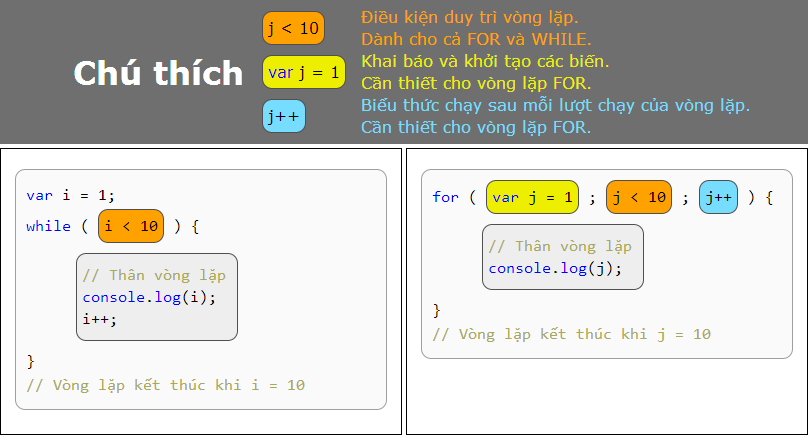 Chú thích
j < 10
Điều kiện duy trì vòng lặp.
Dành cho cả FOR và WHILE.
var j = 1
Khai báo và khởi tạo các biến.
Cần thiết cho vòng lặp FOR.
j++
Biểu thức chạy sau mỗi lượt chạy của vòng lặp.
Cần thiết cho vòng lặp FOR.
var i = 1;
while ( i < 10 ) {
// Thân vòng lặp
console.log(i);
i++;
}
// Vòng lặp kết thúc khi i = 10
for ( var j = 1 ; j < 10 ; j++ ) {
// Thân vòng lặp
console.log(j);
}
// Vòng lặp kết thúc khi j = 10